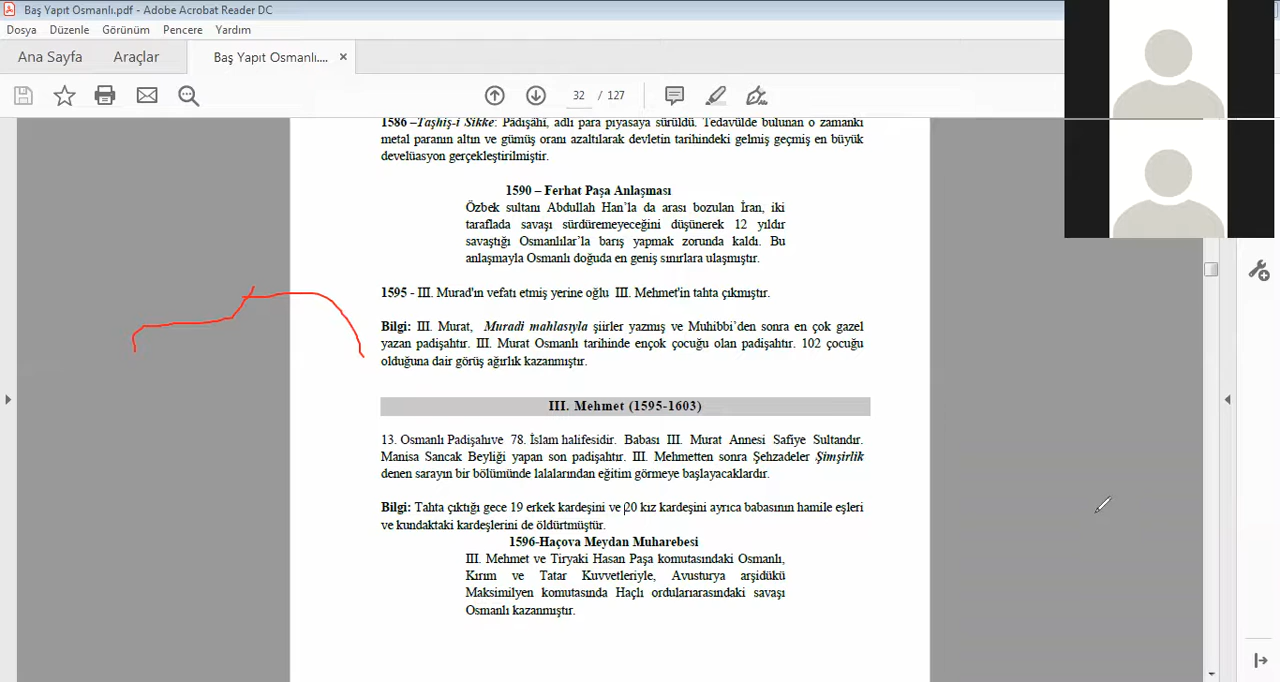 Baş Yapıt Osmanlı.pdf - Adobe Acrobat Reader DC
Dosya Düzenle Görünüm Pencere Yardım
Ana Sayfa Araçlar Baş Yapıt Osmanlı.... ×
32 / 127
1586 –Taşhiş-i Sikke: Padişahi, adlı para piyasaya sürüldü. Tedavülde bulunan o zamanki
metal paranın altın ve gümüş oranı azaltılarak devletin tarihindeki gelmiş geçmiş en büyük
develüasyon gerçekleştirilmiştir.
1590 – Ferhat Paşa Anlaşması
Özbek sultanı Abdullah Han’la da arası bozulan İran, iki
taraflada savaşı sürdüremeyeceğini düşünerek 12 yıldır
savaştığı Osmanlılar’la barış yapmak zorunda kaldı. Bu
anlaşmayla Osmanlı doğuda en geniş sınırlara ulaşmıştır.
1595 - III. Murad'ın vefatı etmiş yerine oğlu III. Mehmet'in tahta çıkmıştır.
Bilgi: III. Murat, Muradi mahlasıyla şiirler yazmış ve Muhibbi’den sonra en çok gazel
yazan padişahtır. III. Murat Osmanlı tarihinde ençok çocuğu olan padişahtır. 102 çocuğu
olduğuna dair görüş ağırlık kazanmıştır.
III. Mehmet (1595-1603)
13. Osmanlı Padişahıve 78. İslam halifesidir. Babası III. Murat Annesi Safiye Sultandır.
Manisa Sancak Beyliği yapan son padişahtır. III. Mehmetten sonra Şehzadeler Şimşirlik
denen sarayın bir bölümünde lalalarından eğitim görmeye başlayacaklardır.
Bilgi: Tahta çıktığı gece 19 erkek kardeşini ve 20 kız kardeşini ayrıca babasının hamile eşleri
ve kundaktaki kardeşlerini de öldürtmüştür.
1596-Haçova Meydan Muharebesi
III. Mehmet ve Tiryaki Hasan Paşa komutasındaki Osmanlı,
Kırım ve Tatar Kuvvetleriyle, Avusturya arşidükü
Maksimilyen komutasında Haçlı ordularıarasındaki savaşı
Osmanlı kazanmıştır.